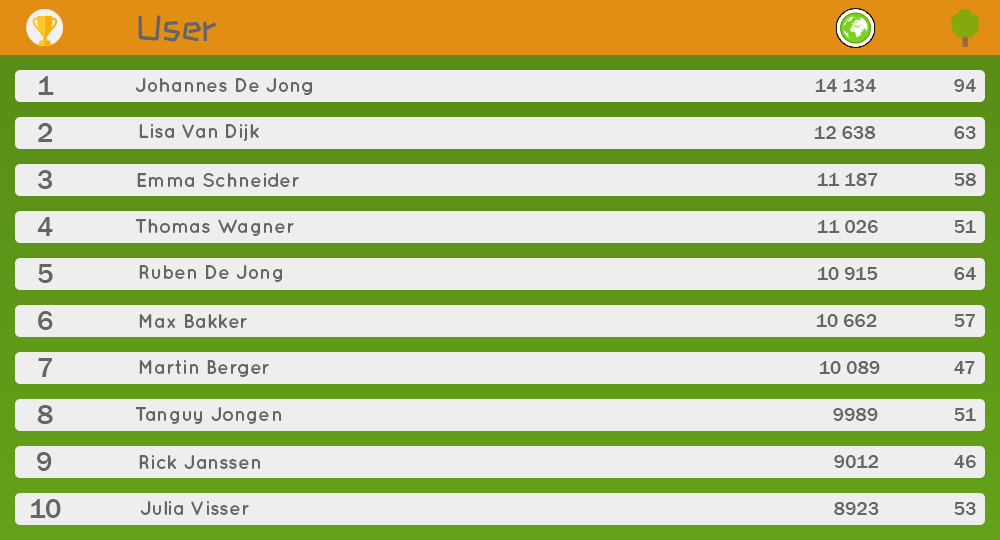 User
1 Johannes De Jong 14 134 94
2 Lisa Van Dijk 12 638 63
3 Emma Schneider 11 187 58
4 Thomas Wagner 11 026 51
5 Ruben De Jong 10 915 64
6 Max Bakker 10 662 57
7 Martin Berger 10 089 47
8 Tanguy Jongen 9989 51
9 Rick Janssen 9012 46
10 Julia Visser 8923 53